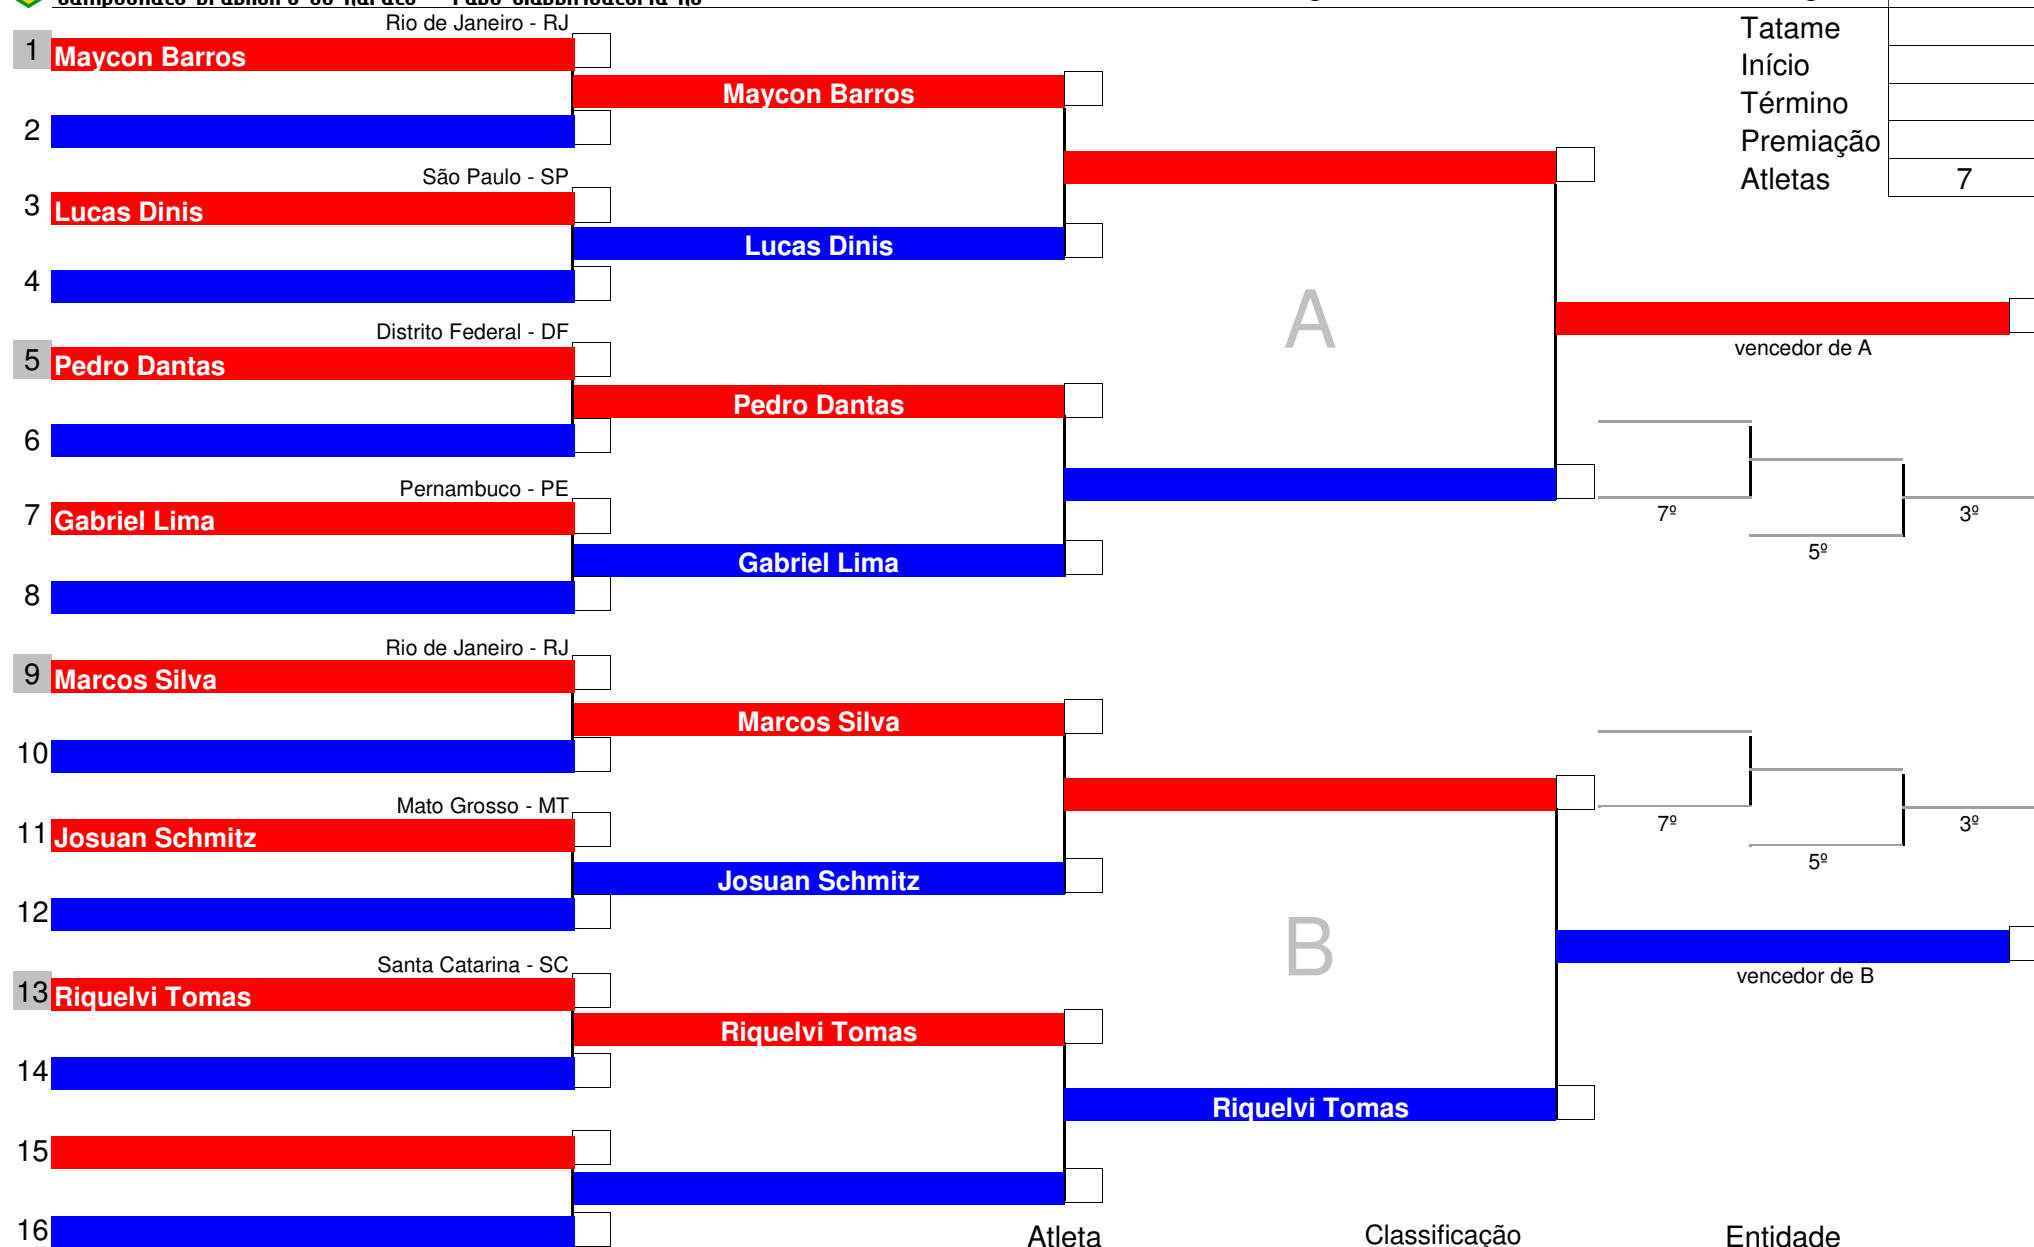 Rio de Janeiro - RJ
1 Maycon Barros
Maycon Barros
2
São Paulo - SP
3 Lucas Dinis
Lucas Dinis
4
Distrito Federal - DF
5 Pedro Dantas
Pedro Dantas
6
Pernambuco - PE
7 Gabriel Lima
Gabriel Lima
8
Rio de Janeiro - RJ
9 Marcos Silva
Marcos Silva
10
Mato Grosso - MT
11 Josuan Schmitz
Josuan Schmitz
12
Santa Catarina - SC
13 Riquelvi Tomas
Riquelvi Tomas
14
Riquelvi Tomas
15
16
A
B
Tatame
Início
Término
Premiação
Atletas 7
vencedor de A
7º
3º
5º
7º
3º
5º
vencedor de B
Atleta Classificação Entidade